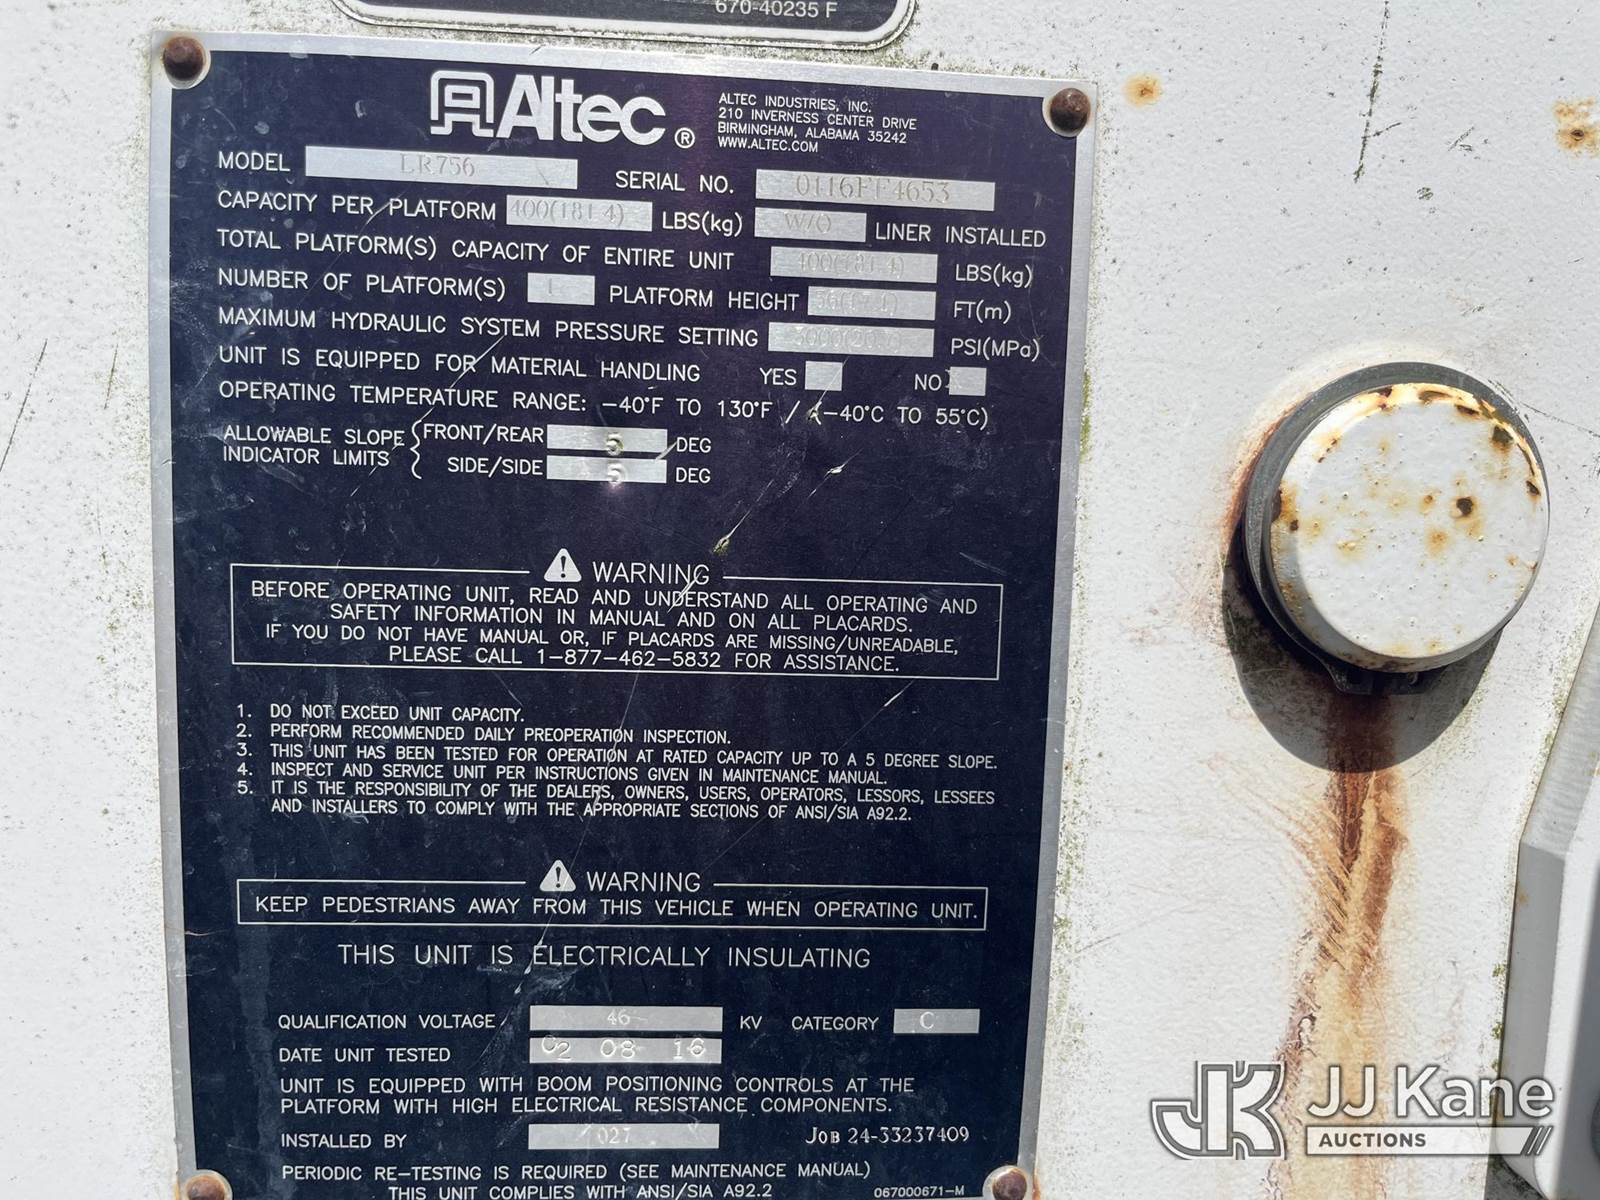 670-40235 F
Altec ®
ALTEC INDUSTRIES, INC.
210 INVERNESS CENTER DRIVE
BIRMINGHAM, ALABAMA 35242
WWW.ALTEC.COM
MODEL LR756 SERIAL NO. 0116FF4653
CAPACITY PER PLATFORM 400(181.4) LBS(kg) W/O LINER INSTALLED
TOTAL PLATFORM(S) CAPACITY OF ENTIRE UNIT 400(181.4) LBS(kg)
NUMBER OF PLATFORM(S) 1 PLATFORM HEIGHT FT(m)
MAXIMUM HYDRAULIC SYSTEM PRESSURE SETTING PSI(MPa)
UNIT IS EQUIPPED FOR MATERIAL HANDLING YES NO X
OPERATING TEMPERATURE RANGE: -40°F TO 130°F / (-40°C TO 55°C)
ALLOWABLE SLOPE INDICATOR LIMITS { FRONT/REAR 5 DEG
SIDE/SIDE 5 DEG
⚠ WARNING
BEFORE OPERATING UNIT, READ AND UNDERSTAND ALL OPERATING AND
SAFETY INFORMATION IN MANUAL AND ON ALL PLACARDS.
IF YOU DO NOT HAVE MANUAL OR, IF PLACARDS ARE MISSING/UNREADABLE,
PLEASE CALL 1-877-462-5832 FOR ASSISTANCE.
1. DO NOT EXCEED UNIT CAPACITY.
2. PERFORM RECOMMENDED DAILY PREOPERATION INSPECTION.
3. THIS UNIT HAS BEEN TESTED FOR OPERATION AT RATED CAPACITY UP TO A 5 DEGREE SLOPE.
4. INSPECT AND SERVICE UNIT PER INSTRUCTIONS GIVEN IN MAINTENANCE MANUAL.
5. IT IS THE RESPONSIBILITY OF THE DEALERS, OWNERS, USERS, OPERATORS, LESSORS, LESSEES
AND INSTALLERS TO COMPLY WITH THE APPROPRIATE SECTIONS OF ANSI/SIA A92.2.
⚠ WARNING
KEEP PEDESTRIANS AWAY FROM THIS VEHICLE WHEN OPERATING UNIT.
THIS UNIT IS ELECTRICALLY INSULATING
QUALIFICATION VOLTAGE 46 KV CATEGORY C
DATE UNIT TESTED 02 08 16
UNIT IS EQUIPPED WITH BOOM POSITIONING CONTROLS AT THE
PLATFORM WITH HIGH ELECTRICAL RESISTANCE COMPONENTS.
INSTALLED BY 027 JOB 24-33237409
PERIODIC RE-TESTING IS REQUIRED (SEE MAINTENANCE MANUAL)
THIS UNIT COMPLIES WITH ANSI/SIA A92.2 067000671-M
JK JJ Kane
AUCTIONS